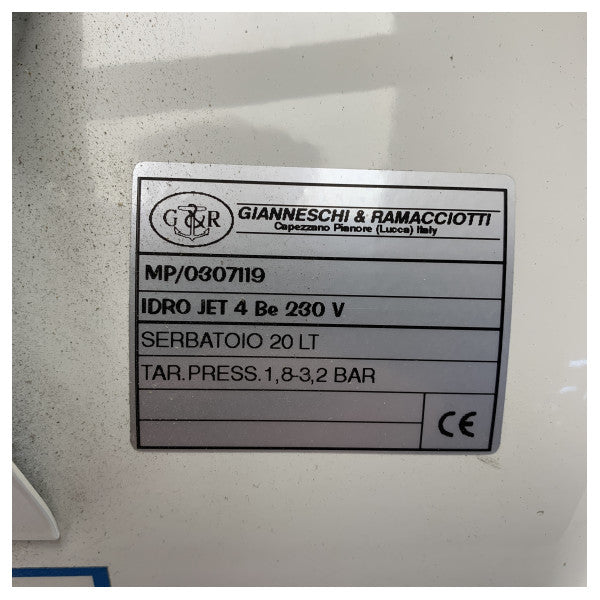 G&R
GIANNESCHI & RAMACCIOTTI
Capezzano Pianore (Lucca) Italy
MP/0307119
IDRO JET 4 Be 230 V
SERBATOIO 20 LT
TAR.PRESS.1,8-3,2 BAR
CE